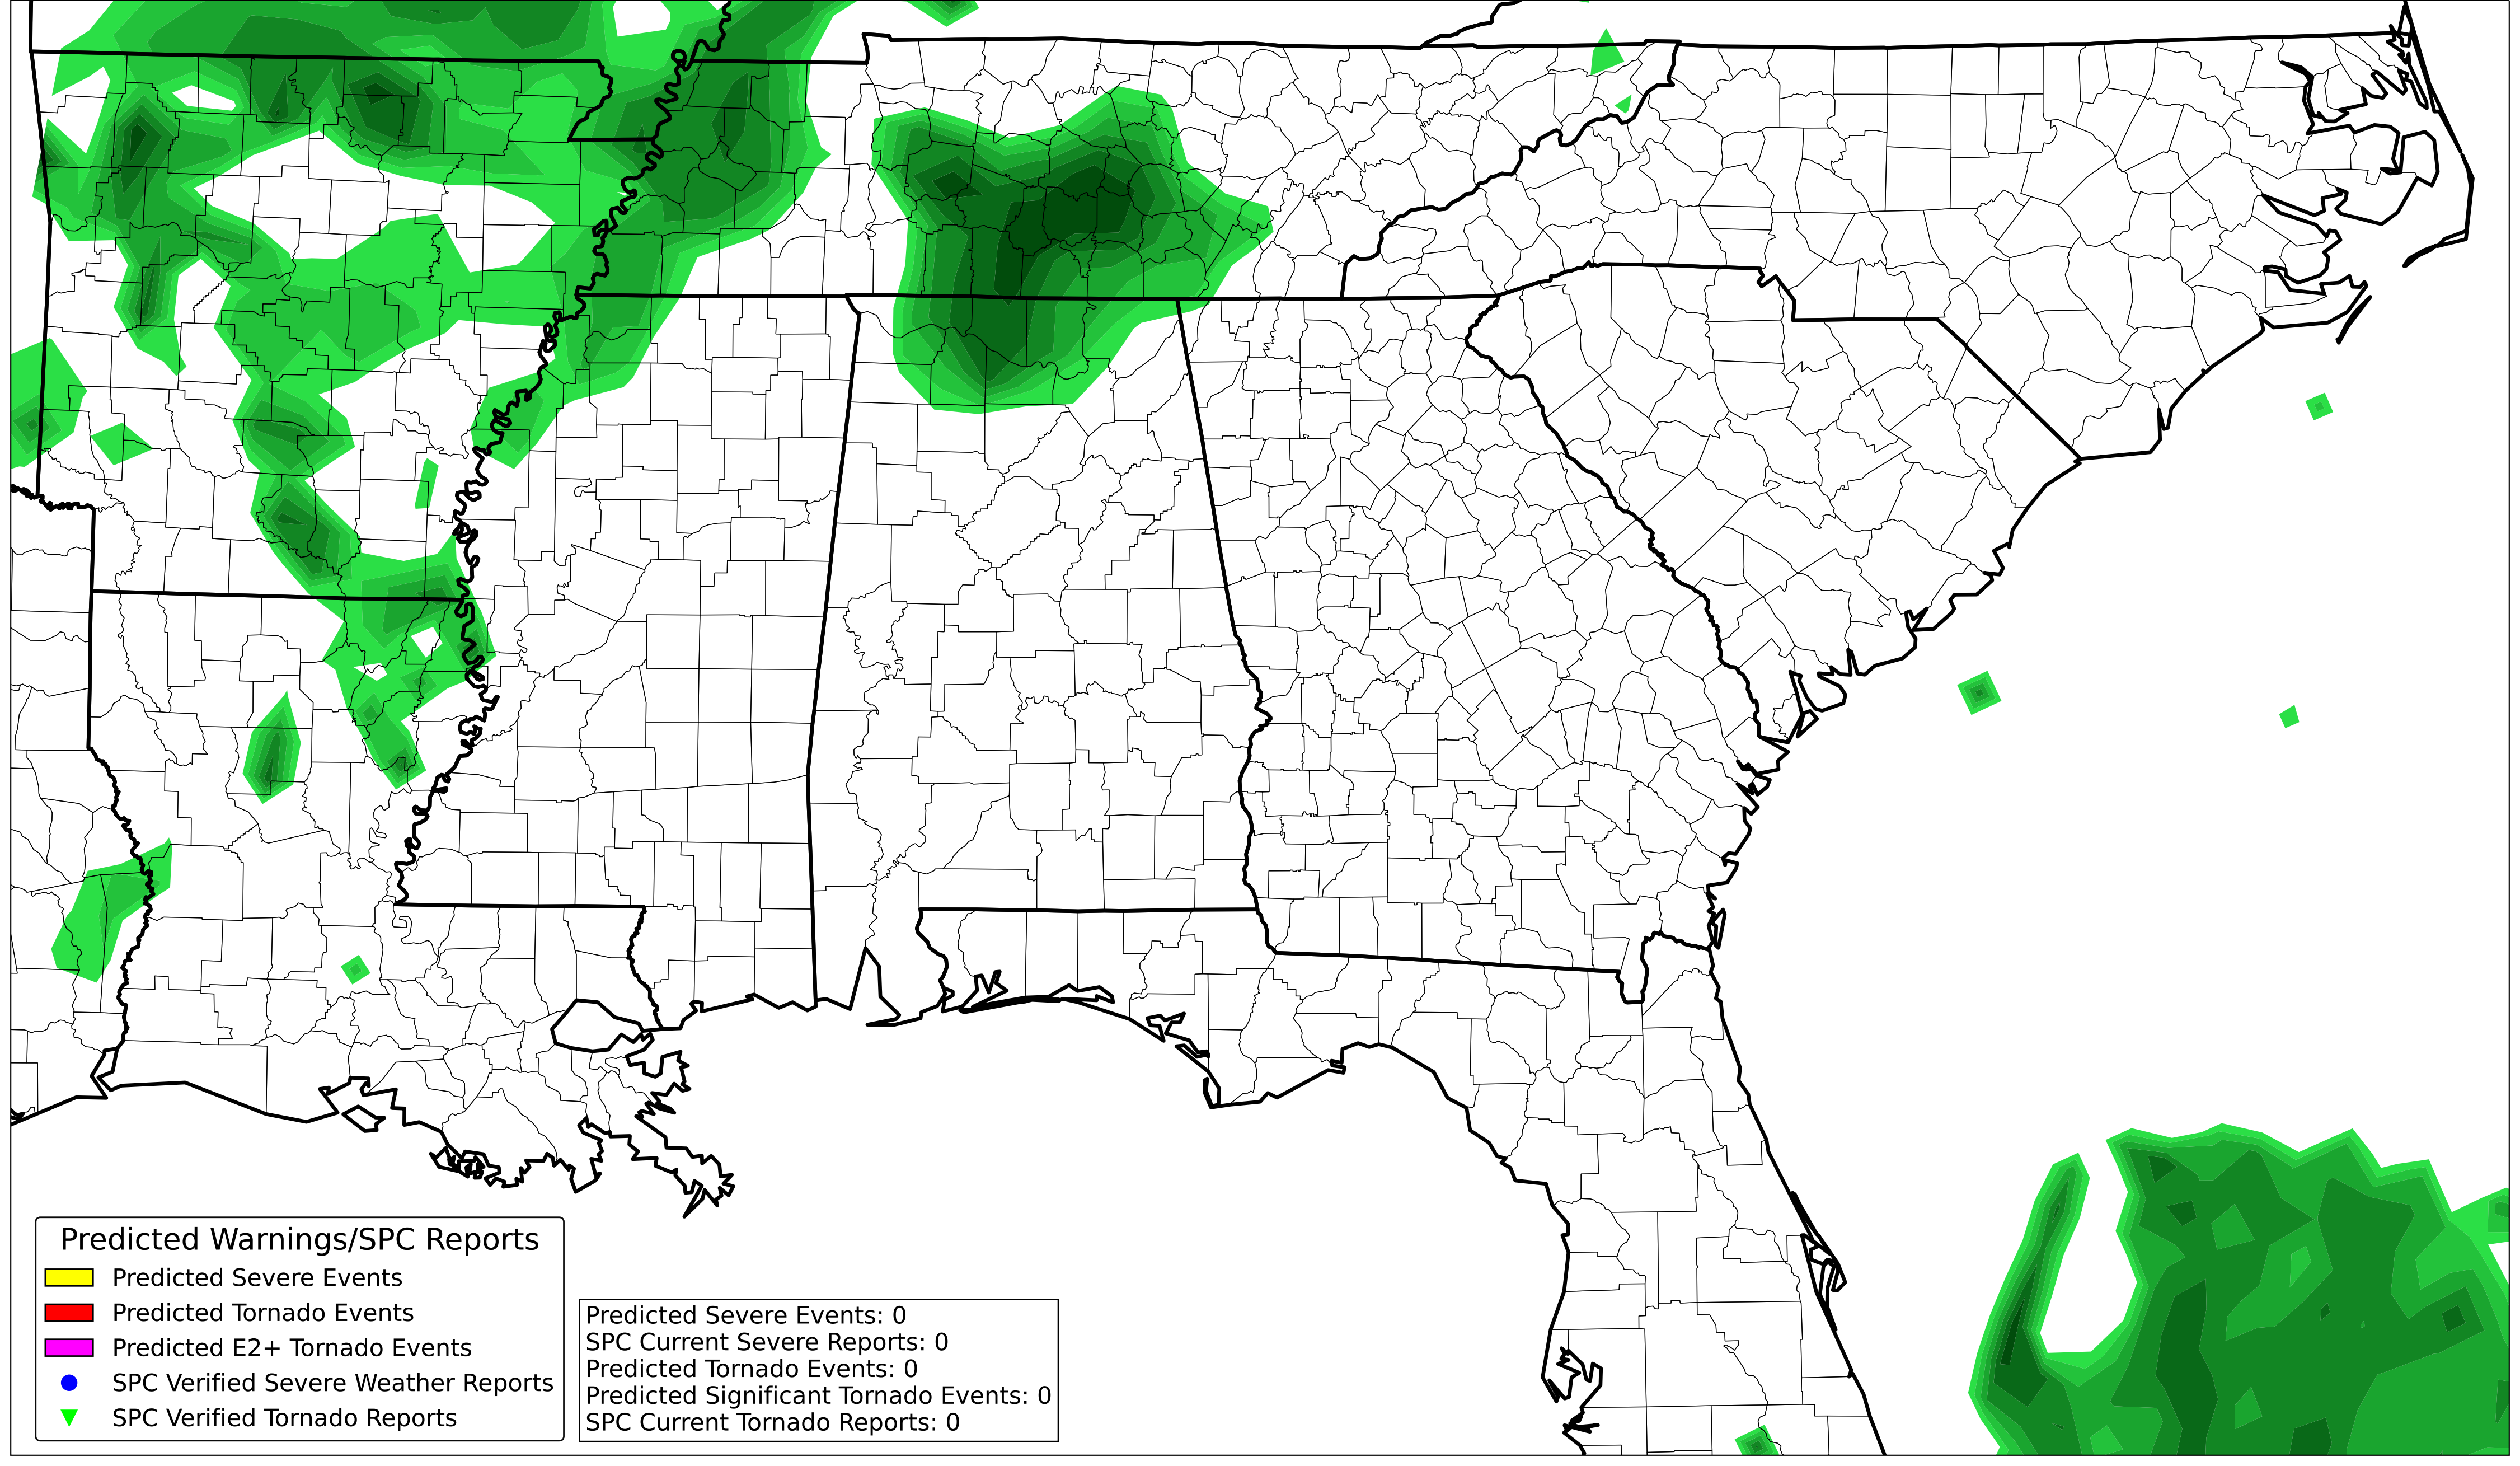 Predicted Warnings/SPC Reports
Predicted Severe Events
Predicted Tornado Events
Predicted E2+ Tornado Events
SPC Verified Severe Weather Reports
SPC Verified Tornado Reports
Predicted Severe Events: 0
SPC Current Severe Reports: 0
Predicted Tornado Events: 0
Predicted Significant Tornado Events: 0
SPC Current Tornado Reports: 0